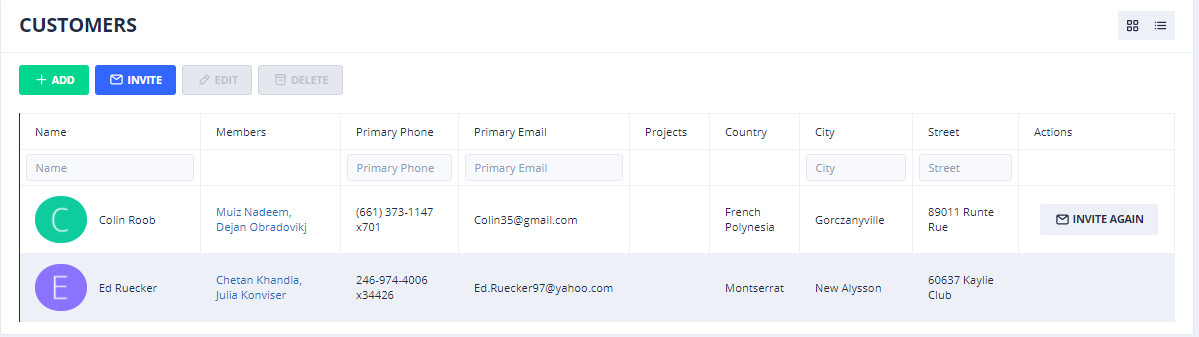 CUSTOMERS
ADD INVITE EDIT DELETE
Name Members Primary Phone Primary Email Projects Country City Street Actions
Name Primary Phone Primary Email City Street
C Colin Roob Muiz Nadeem, Dejan Obradovikj (661) 373-1147 x701 Colin35@gmail.com French Polynesia Gorczanyville 89011 Runte Rue INVITE AGAIN
E Ed Ruecker Chetan Khandla, Julia Konviser 246-974-4006 x34426 Ed.Ruecker97@yahoo.com Montserrat New Alysson 60637 Kaylie Club